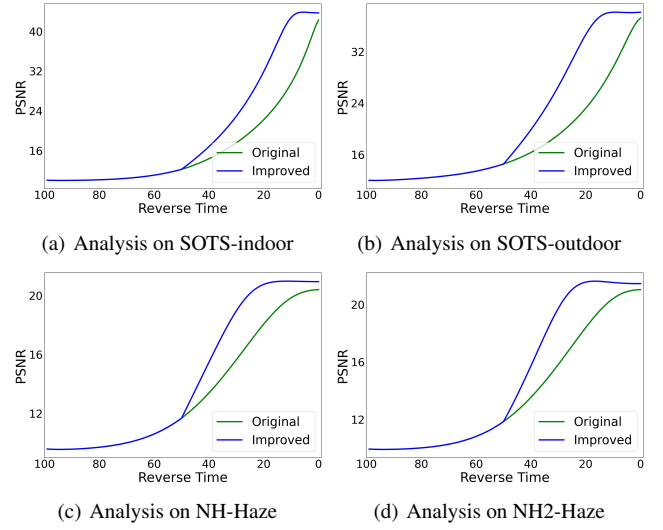 40
32
24
16
PSNR
100 80 60 40 20 0
Reverse Time
Original
Improved
(a) Analysis on SOTS-indoor
36
32
28
24
20
16
PSNR
100 80 60 40 20 0
Reverse Time
Original
Improved
(b) Analysis on SOTS-outdoor
20
16
12
PSNR
100 80 60 40 20 0
Reverse Time
Original
Improved
(c) Analysis on NH-Haze
20
16
12
PSNR
100 80 60 40 20 0
Reverse Time
Original
Improved
(d) Analysis on NH2-Haze